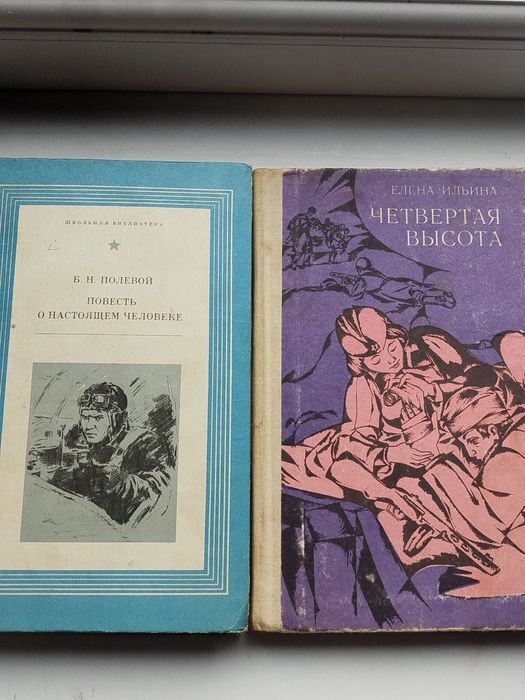 ШКОЛЬНАЯ БИБЛИОТЕКА
Б. Н. ПОЛЕВОЙ
ПОВЕСТЬ
О НАСТОЯЩЕМ ЧЕЛОВЕКЕ
ЕЛЕНА ИЛЬИНА
ЧЕТВЕРТАЯ
ВЫСОТА